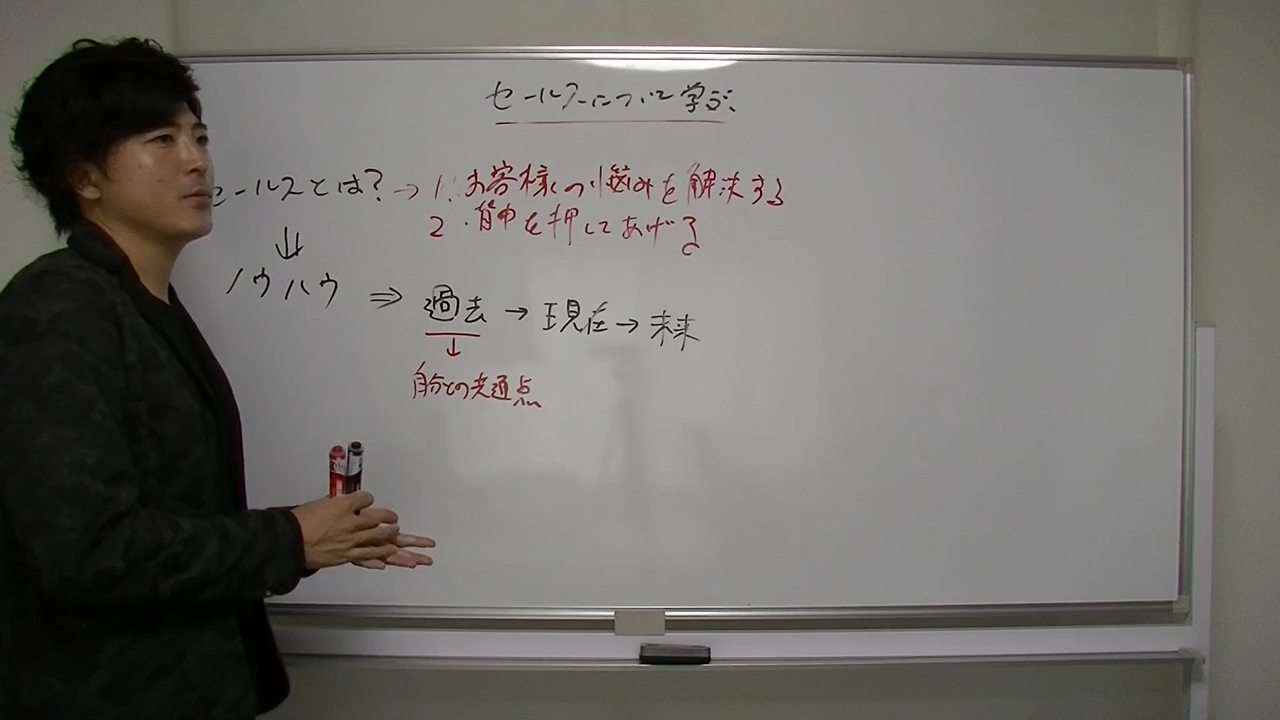 セールスについて学ぶ
セールスとは?→1.お客様の悩みを解決する
2.背中を押してあげる
↓
ノウハウ ⇒ 過去→現在→未来
↓
自分との共通点